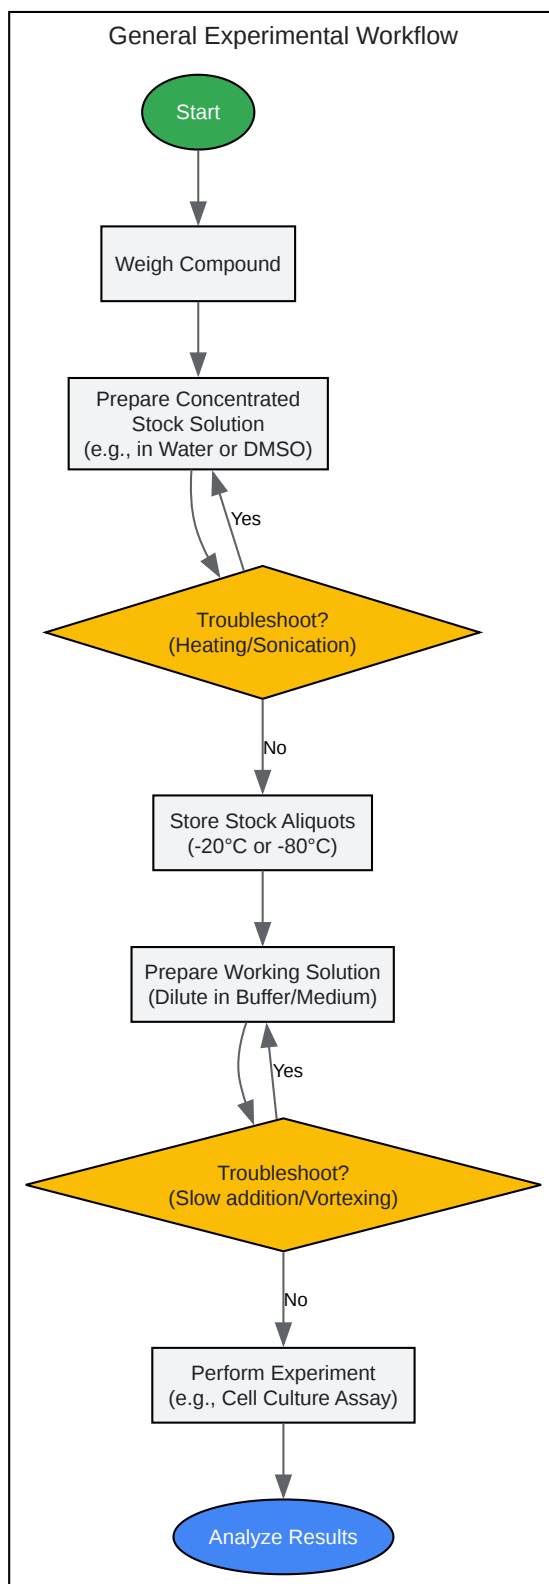 General Experimental Workflow
Start
Weigh Compound
Prepare Concentrated
Stock Solution
(e.g., in Water or DMSO)
Yes
Troubleshoot?
(Heating/Sonication)
No
Store Stock Aliquots
(-20°C or -80°C)
Prepare Working Solution
(Dilute in Buffer/Medium)
Yes
Troubleshoot?
(Slow addition/Vortexing)
No
Perform Experiment
(e.g., Cell Culture Assay)
Analyze Results